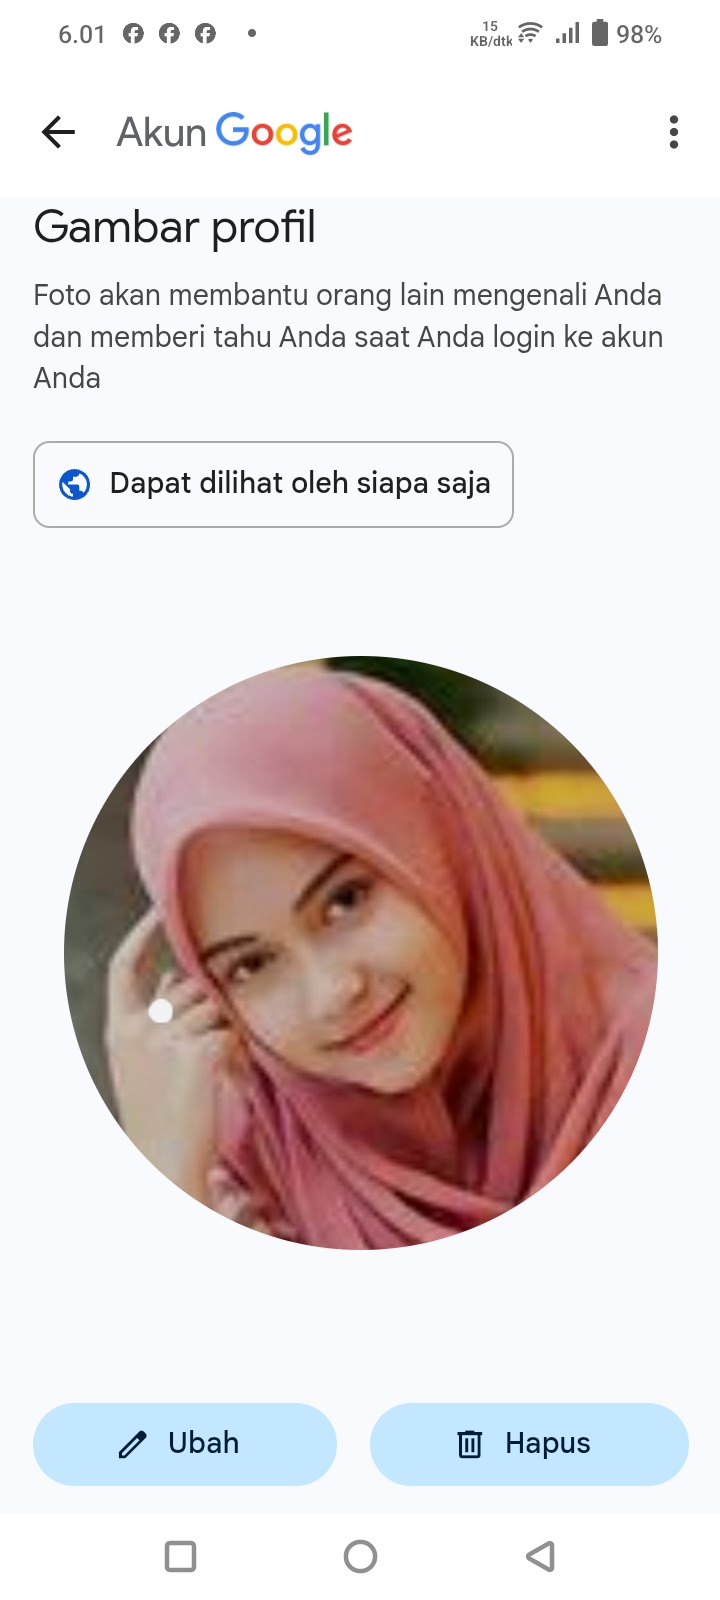 6.01
15
KB/dtk
98%
Akun Google
Gambar profil
Foto akan membantu orang lain mengenali Anda
dan memberi tahu Anda saat Anda login ke akun
Anda
Dapat dilihat oleh siapa saja
Ubah
Hapus